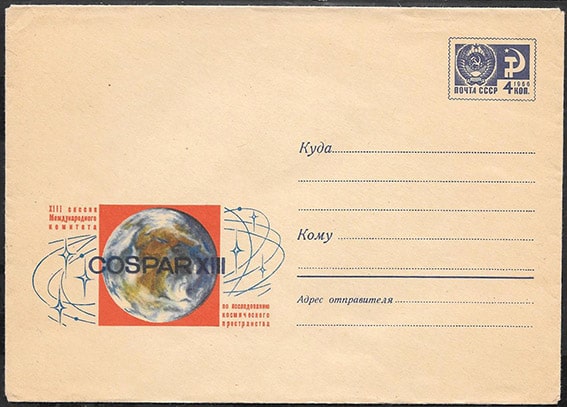 1966
ПОЧТА СССР 4 КОП.
Куда
Кому
Адрес отправителя
XIII сессия
Международного
комитета
COSPAR XIII
по исследованию
космического
пространства